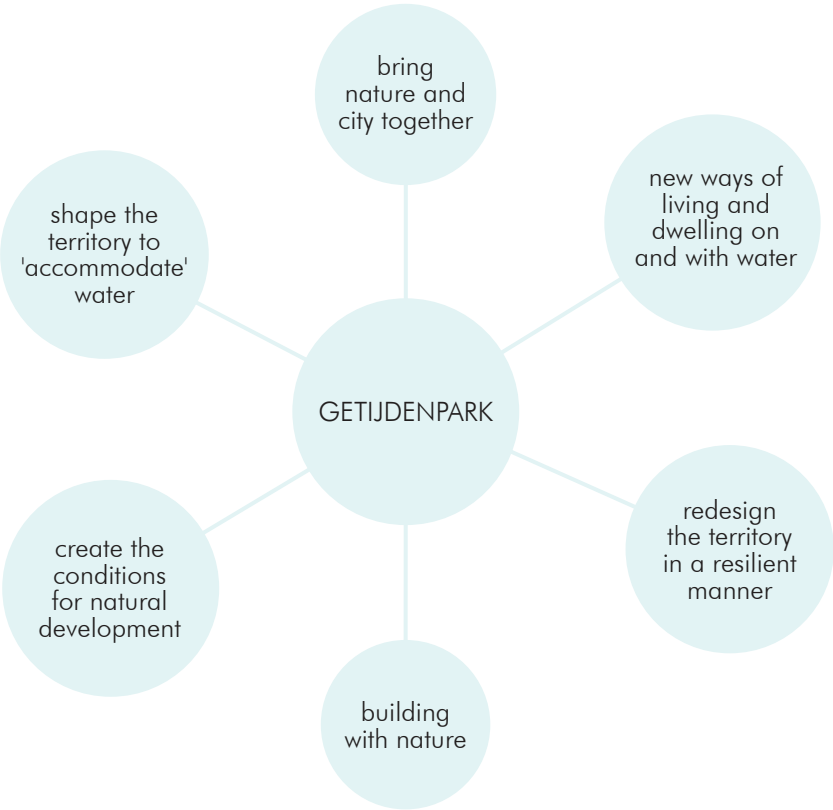 bring
nature and
city together
new ways of
living and
dwelling on
and with water
shape the
territory to
'accommodate'
water
GETIJDENPARK
redesign
the territory
in a resilient
manner
create the
conditions
for natural
development
building
with nature